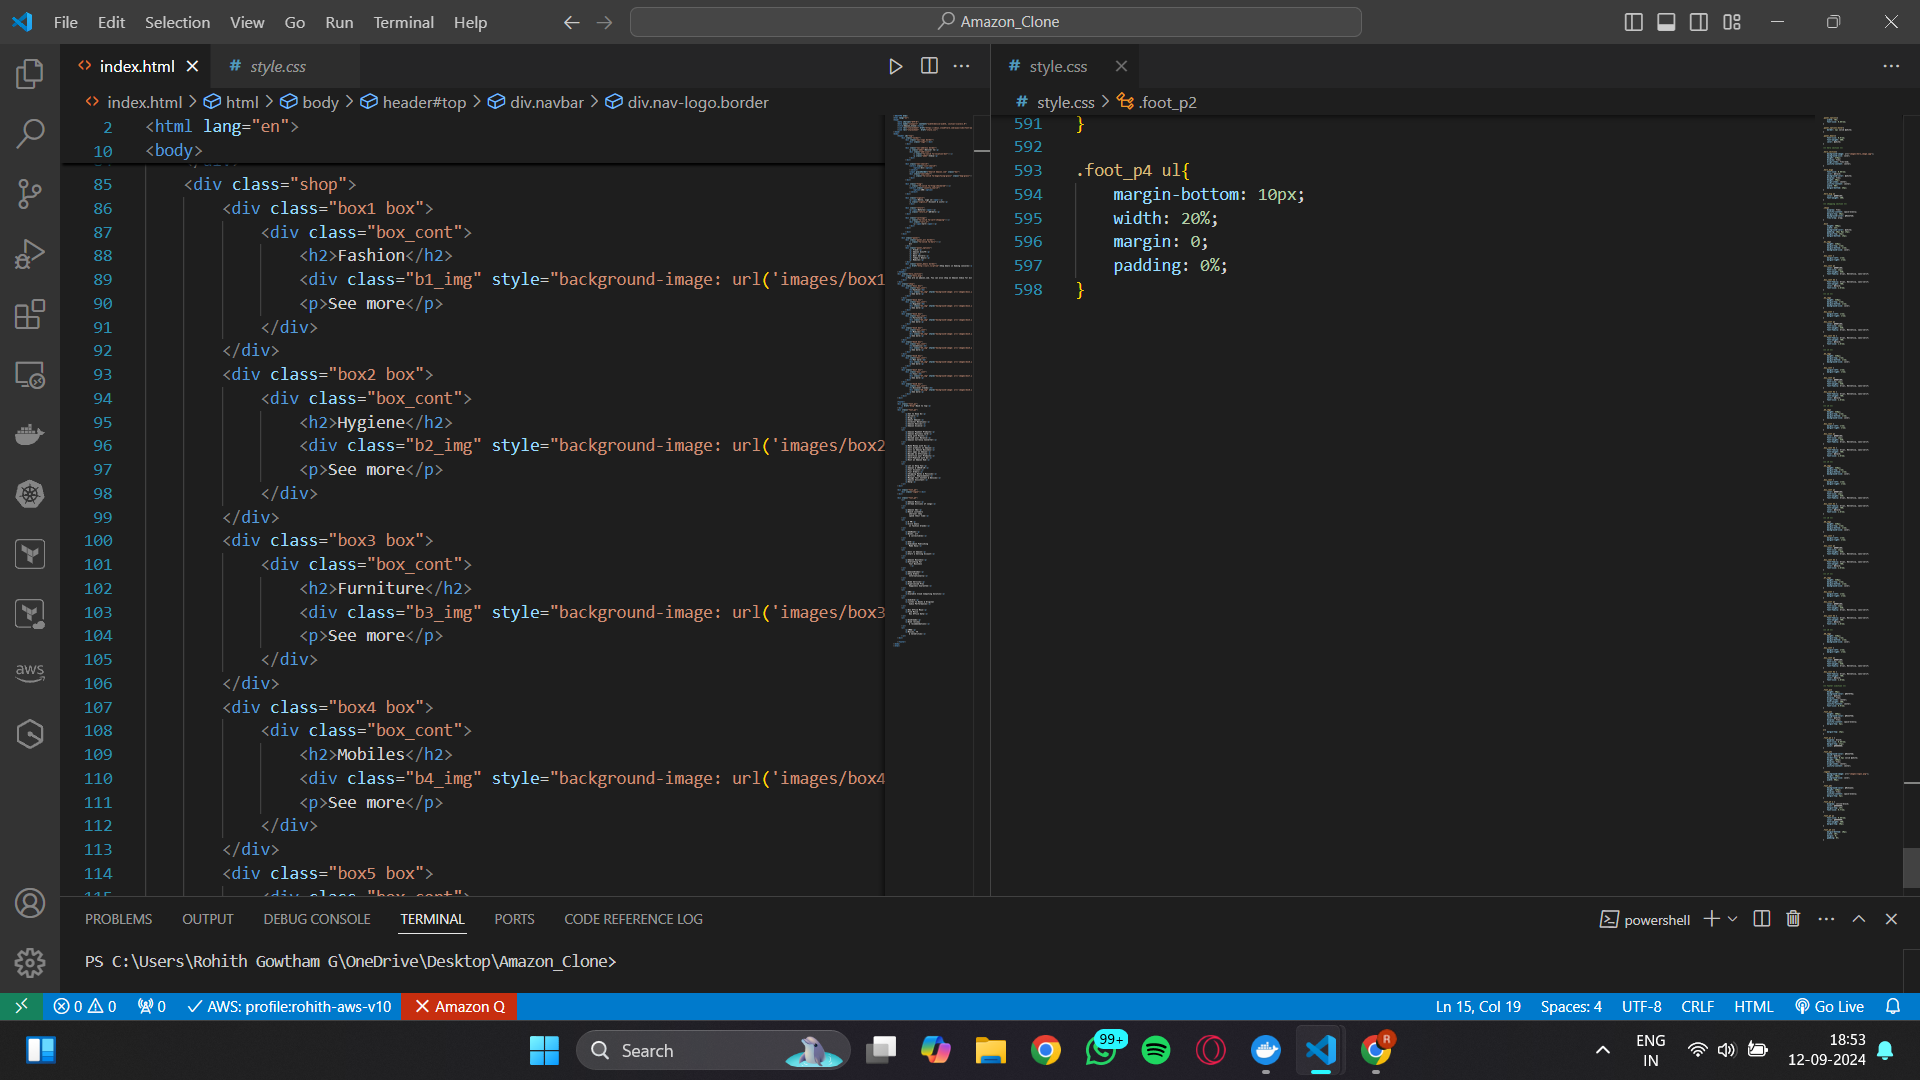 File Edit Selection View Go Run Terminal Help
Amazon_Clone
index.html
style.css
index.html > html > body > header#top > div.navbar > div.nav-logo.border
2 <html lang="en">
10 <body>
85 <div class="shop">
86 <div class="box1 box">
87 <div class="box_cont">
88 <h2>Fashion</h2>
89 <div class="b1_img" style="background-image: url('images/box1
90 <p>See more</p>
91 </div>
92 </div>
93 <div class="box2 box">
94 <div class="box_cont">
95 <h2>Hygiene</h2>
96 <div class="b2_img" style="background-image: url('images/box2
97 <p>See more</p>
98 </div>
99 </div>
100 <div class="box3 box">
101 <div class="box_cont">
102 <h2>Furniture</h2>
103 <div class="b3_img" style="background-image: url('images/box3
104 <p>See more</p>
105 </div>
106 </div>
107 <div class="box4 box">
108 <div class="box_cont">
109 <h2>Mobiles</h2>
110 <div class="b4_img" style="background-image: url('images/box4
111 <p>See more</p>
112 </div>
113 </div>
114 <div class="box5 box">
115 <div class="box_cont">
style.css
style.css > .foot_p2
591 }
592
593 .foot_p4 ul{
594 margin-bottom: 10px;
595 width: 20%;
596 margin: 0;
597 padding: 0%;
598 }
aws
PROBLEMS OUTPUT DEBUG CONSOLE TERMINAL PORTS CODE REFERENCE LOG
powershell
PS C:\Users\Rohith Gowtham G\OneDrive\Desktop\Amazon_Clone>
0 0 0 AWS: profile:rohith-aws-v10 Amazon Q
Ln 15, Col 19 Spaces: 4 UTF-8 CRLF HTML Go Live
Search
99+
R
ENG
IN
18:53
12-09-2024